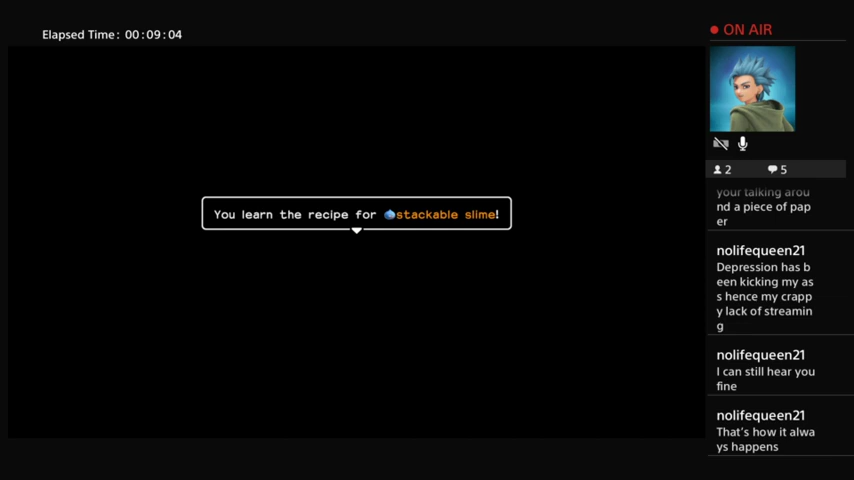 Elapsed Time: 00:09:04
ON AIR
2 5
your talking arou
nd a piece of pap
er
nolifequeen21
Depression has b
een kicking my as
s hence my crapp
y lack of streamin
g
nolifequeen21
I can still hear you
fine
nolifequeen21
That's how it alwa
ys happens
You learn the recipe for stackable slime!